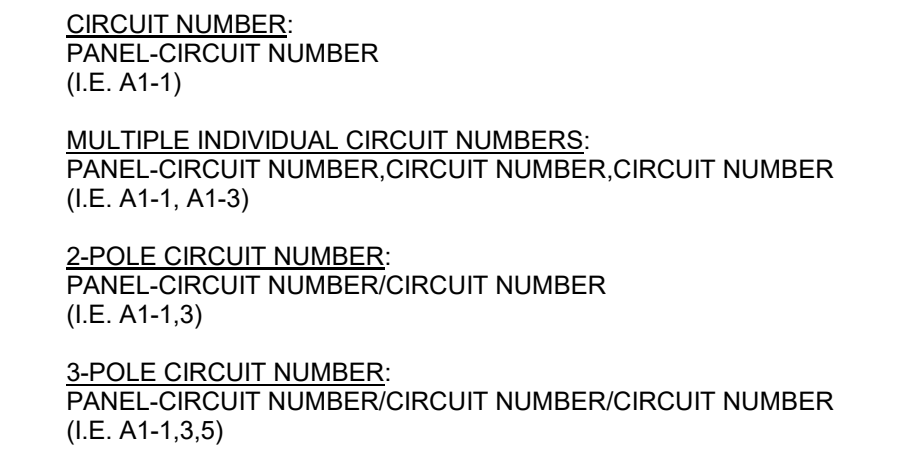 CIRCUIT NUMBER:
PANEL-CIRCUIT NUMBER
(I.E. A1-1)
MULTIPLE INDIVIDUAL CIRCUIT NUMBERS:
PANEL-CIRCUIT NUMBER,CIRCUIT NUMBER,CIRCUIT NUMBER
(I.E. A1-1, A1-3)
2-POLE CIRCUIT NUMBER:
PANEL-CIRCUIT NUMBER/CIRCUIT NUMBER
(I.E. A1-1,3)
3-POLE CIRCUIT NUMBER:
PANEL-CIRCUIT NUMBER/CIRCUIT NUMBER/CIRCUIT NUMBER
(I.E. A1-1,3,5)